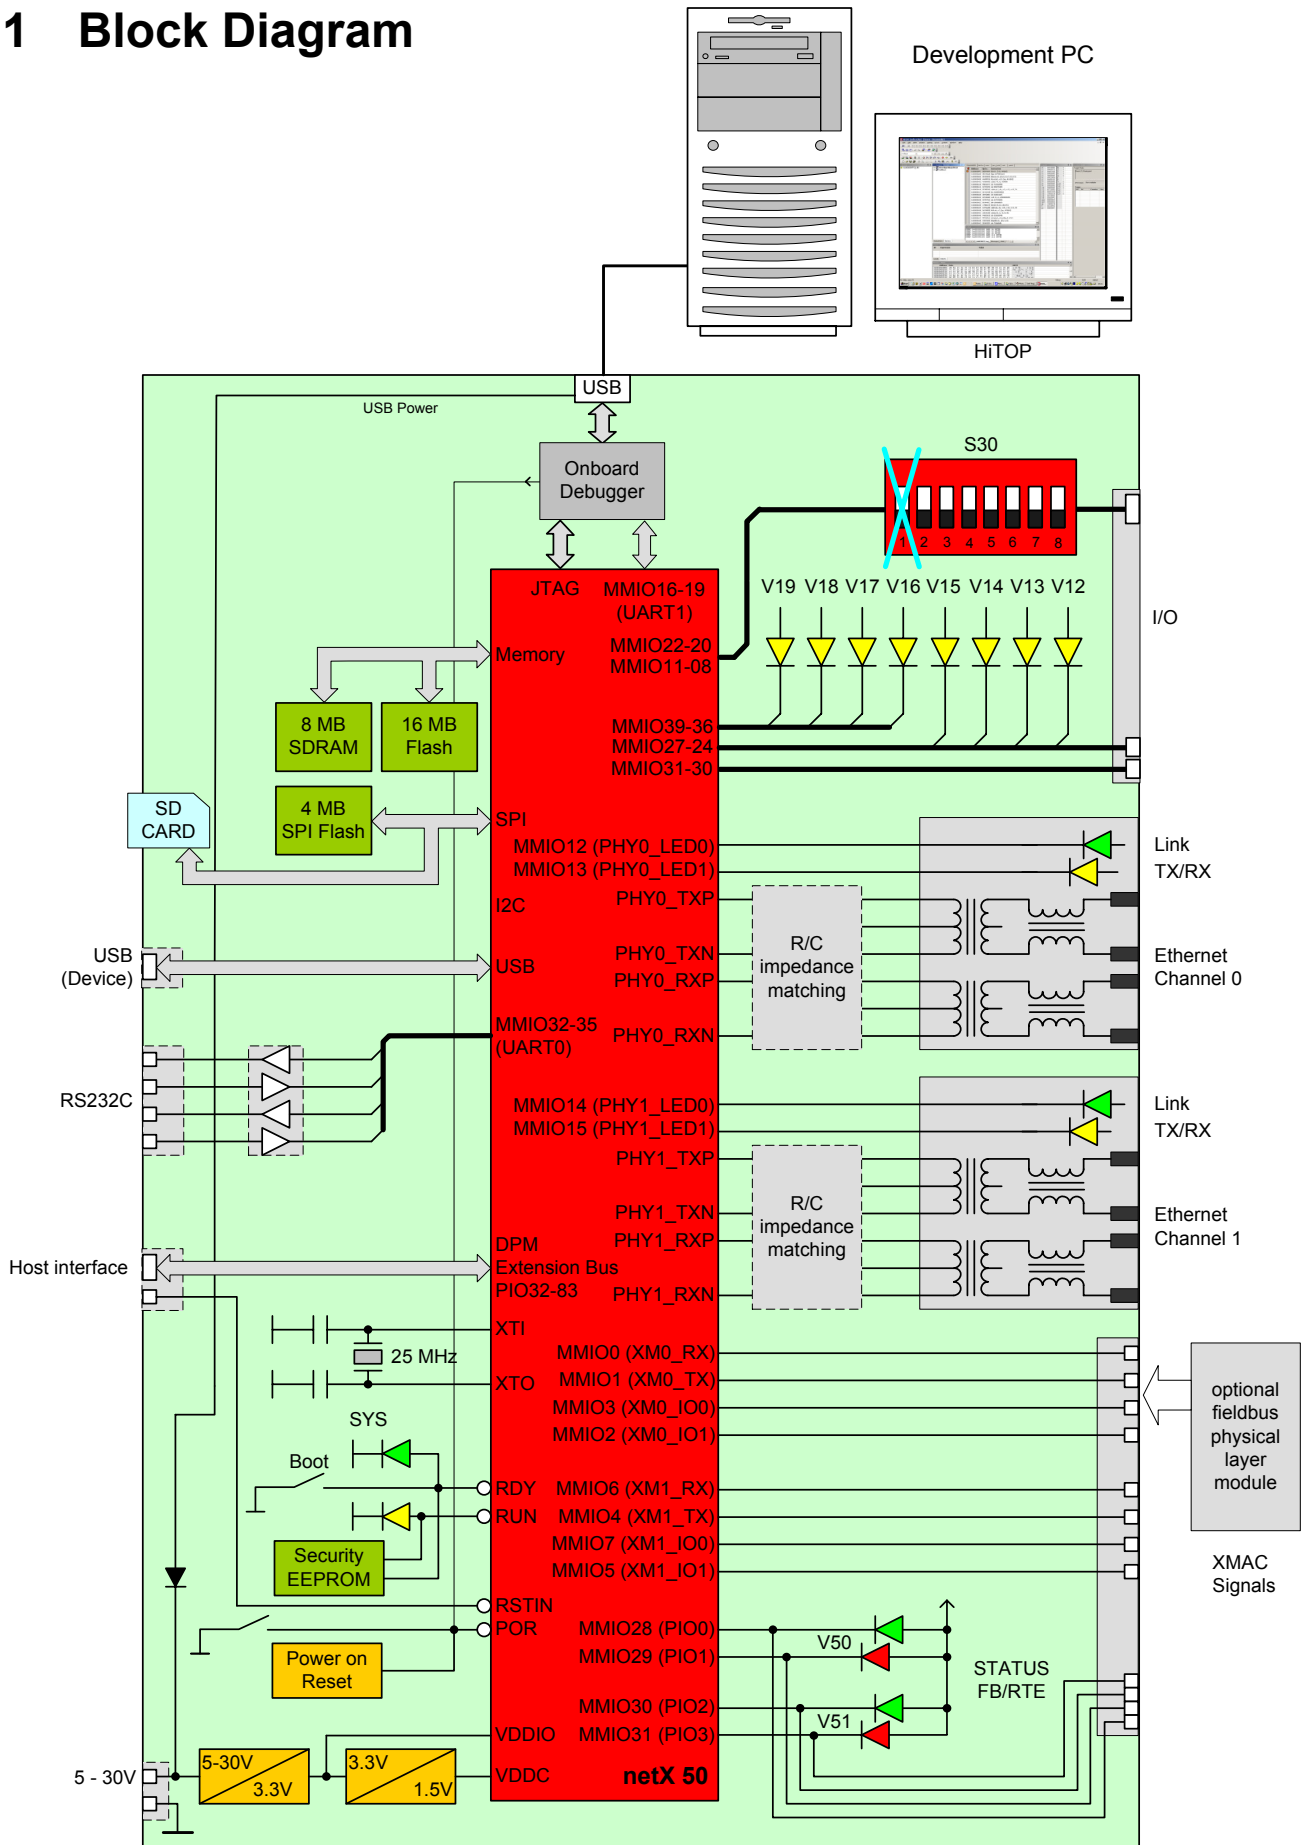 1 Block Diagram
Development PC
HiTOP
USB
USB Power
Onboard
Debugger
S30
1 2 3 4 5 6 7 8
JTAG
MMIO16-19
(UART1)
V19 V18 V17 V16 V15 V14 V13 V12
I/O
Memory
MMIO22-20
MMIO11-08
8 MB
SDRAM
16 MB
Flash
MMIO39-36
MMIO27-24
MMIO31-30
SD
CARD
4 MB
SPI Flash
SPI
MMIO12 (PHY0_LED0)
MMIO13 (PHY0_LED1)
Link
TX/RX
I2C
PHY0_TXP
PHY0_TXN
PHY0_RXP
PHY0_RXN
R/C
impedance
matching
Ethernet
Channel 0
USB
(Device)
USB
MMIO32-35
(UART0)
RS232C
MMIO14 (PHY1_LED0)
MMIO15 (PHY1_LED1)
Link
TX/RX
PHY1_TXP
PHY1_TXN
PHY1_RXP
PHY1_RXN
R/C
impedance
matching
Ethernet
Channel 1
Host interface
DPM
Extension Bus
PIO32-83
XTI
25 MHz
XTO
MMIO0 (XM0_RX)
MMIO1 (XM0_TX)
MMIO3 (XM0_IO0)
MMIO2 (XM0_IO1)
optional
fieldbus
physical
layer
module
SYS
Boot
RDY
RUN
MMIO6 (XM1_RX)
MMIO4 (XM1_TX)
MMIO7 (XM1_IO0)
MMIO5 (XM1_IO1)
XMAC
Signals
Security
EEPROM
RSTIN
POR
Power on
Reset
MMIO28 (PIO0)
MMIO29 (PIO1)
MMIO30 (PIO2)
MMIO31 (PIO3)
V50
V51
STATUS
FB/RTE
VDDIO
VDDC
5 - 30V
5-30V
3.3V
3.3V
1.5V
netX 50